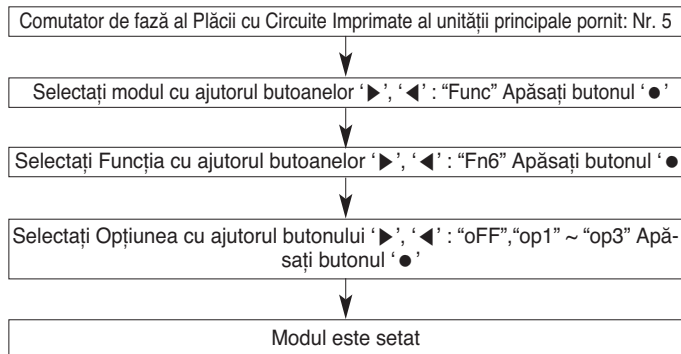 Comutator de fază al Plăcii cu Circuite Imprimate al unității principale pornit: Nr. 5
Selectați modul cu ajutorul butoanelor ‘▶’, ‘◀’ : “Func” Apăsați butonul ‘●’
Selectați Funcția cu ajutorul butoanelor ‘▶’, ‘◀’ : “Fn6” Apăsați butonul ‘●
Selectați Opțiunea cu ajutorul butonului ‘▶’, ‘◀’ : “oFF”,“op1” ~ “op3” Apă-
sați butonul ‘●’
Modul este setat